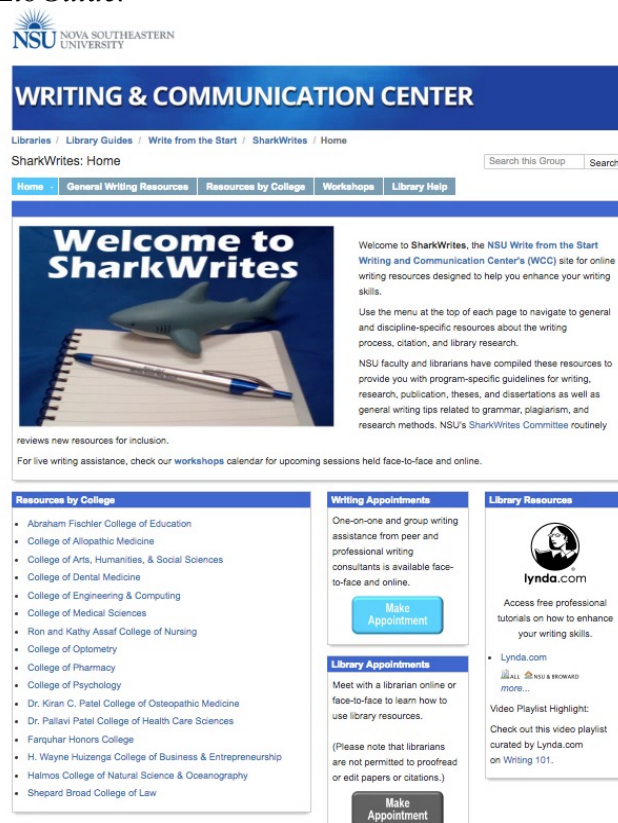 LibGuide.
NSU NOVA SOUTHEASTERN
UNIVERSITY
WRITING & COMMUNICATION CENTER
Libraries / Library Guides / Write from the Start / SharkWrites / Home
SharkWrites: Home
Search this Group Search
Home General Writing Resources Resources by College Workshops Library Help
Welcome to
SharkWrites
Welcome to SharkWrites, the NSU Write from the Start
Writing and Communication Center's (WCC) site for online
writing resources designed to help you enhance your writing
skills.
Use the menu at the top of each page to navigate to general
and discipline-specific resources about the writing
process, citation, and library research.
NSU faculty and librarians have compiled these resources to
provide you with program-specific guidelines for writing,
research, publication, theses, and dissertations as well as
general writing tips related to grammar, plagiarism, and
research methods. NSU's SharkWrites Committee routinely
reviews new resources for inclusion.
For live writing assistance, check our workshops calendar for upcoming sessions held face-to-face and online.
Resources by College
Abraham Fischler College of Education
College of Allopathic Medicine
College of Arts, Humanities, & Social Sciences
College of Dental Medicine
College of Engineering & Computing
College of Medical Sciences
Ron and Kathy Assaf College of Nursing
College of Optometry
College of Pharmacy
College of Psychology
Dr. Kiran C. Patel College of Osteopathic Medicine
Dr. Pallavi Patel College of Health Care Sciences
Farquhar Honors College
H. Wayne Huizenga College of Business & Entrepreneurship
Halmos College of Natural Science & Oceanography
Shepard Broad College of Law
Writing Appointments
One-on-one and group writing
assistance from peer and
professional writing
consultants is available face-
to-face and online.
Make
Appointment
Library Appointments
Meet with a librarian online or
face-to-face to learn how to
use library resources.
(Please note that librarians
are not permitted to proofread
or edit papers or citations.)
Make
Appointment
Library Resources
lynda.com
Access free professional
tutorials on how to enhance
your writing skills.
Lynda.com
ALL NSU & BROWARD
more...
Video Playlist Highlight:
Check out this video playlist
curated by Lynda.com
on Writing 101.